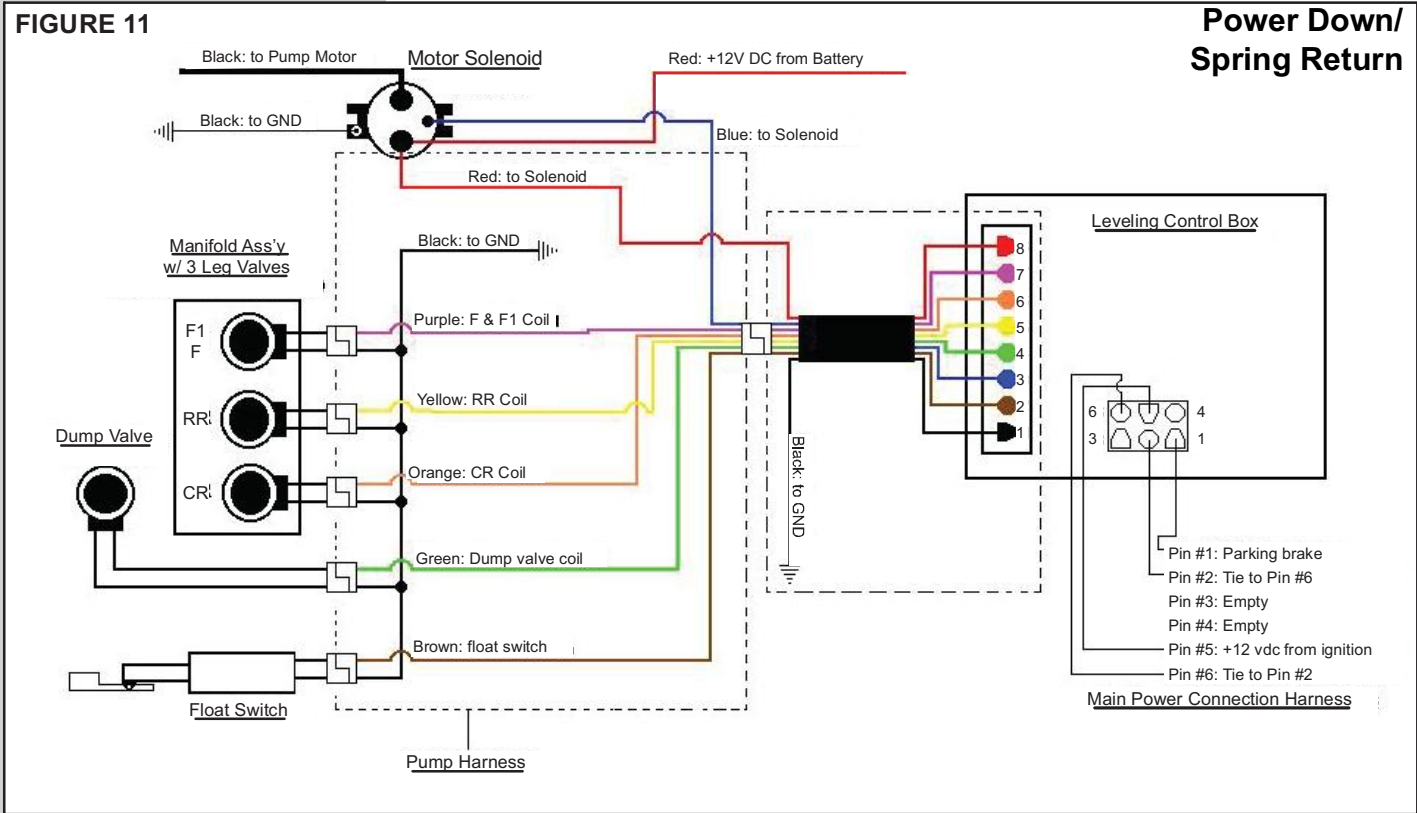 FIGURE 11
Power Down/
Spring Return
Black: to Pump Motor
Motor Solenoid
Red: +12V DC from Battery
Black: to GND
Blue: to Solenoid
Red: to Solenoid
Leveling Control Box
Manifold Ass'y
w/ 3 Leg Valves
Black: to GND
8
7
6
5
4
3
2
1
F1
F
Purple: F & F1 Coil
RR
Yellow: RR Coil
Dump Valve
CR
Orange: CR Coil
Black: to GND
6
4
3
1
Green: Dump valve coil
Pin #1: Parking brake
Pin #2: Tie to Pin #6
Pin #3: Empty
Pin #4: Empty
Pin #5: +12 vdc from ignition
Pin #6: Tie to Pin #2
Main Power Connection Harness
Brown: float switch
Float Switch
Pump Harness